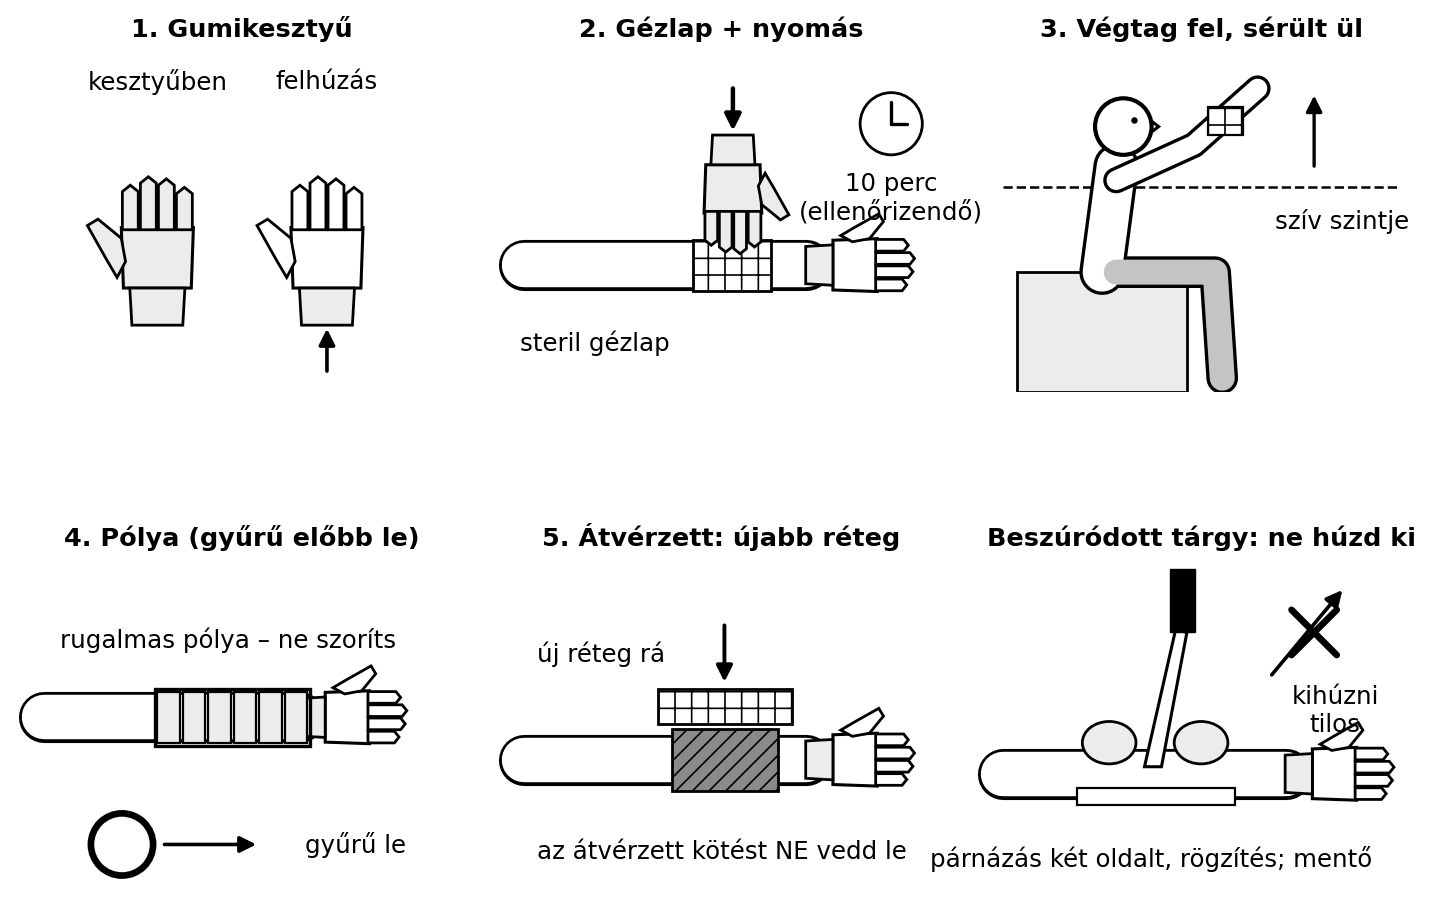 1. Gumikesztyű
kesztyűben
felhúzás
2. Gézlap + nyomás
10 perc
(ellenőrizendő)
steril gézlap
3. Végtag fel, sérült ül
szív szintje
4. Pólya (gyűrű előbb le)
rugalmas pólya – ne szoríts
gyűrű le
5. Átvérzett: újabb réteg
új réteg rá
az átvérzett kötést NE vedd le
Beszúródott tárgy: ne húzd ki
kihúzni
tilos
párnázás két oldalt, rögzítés; mentő